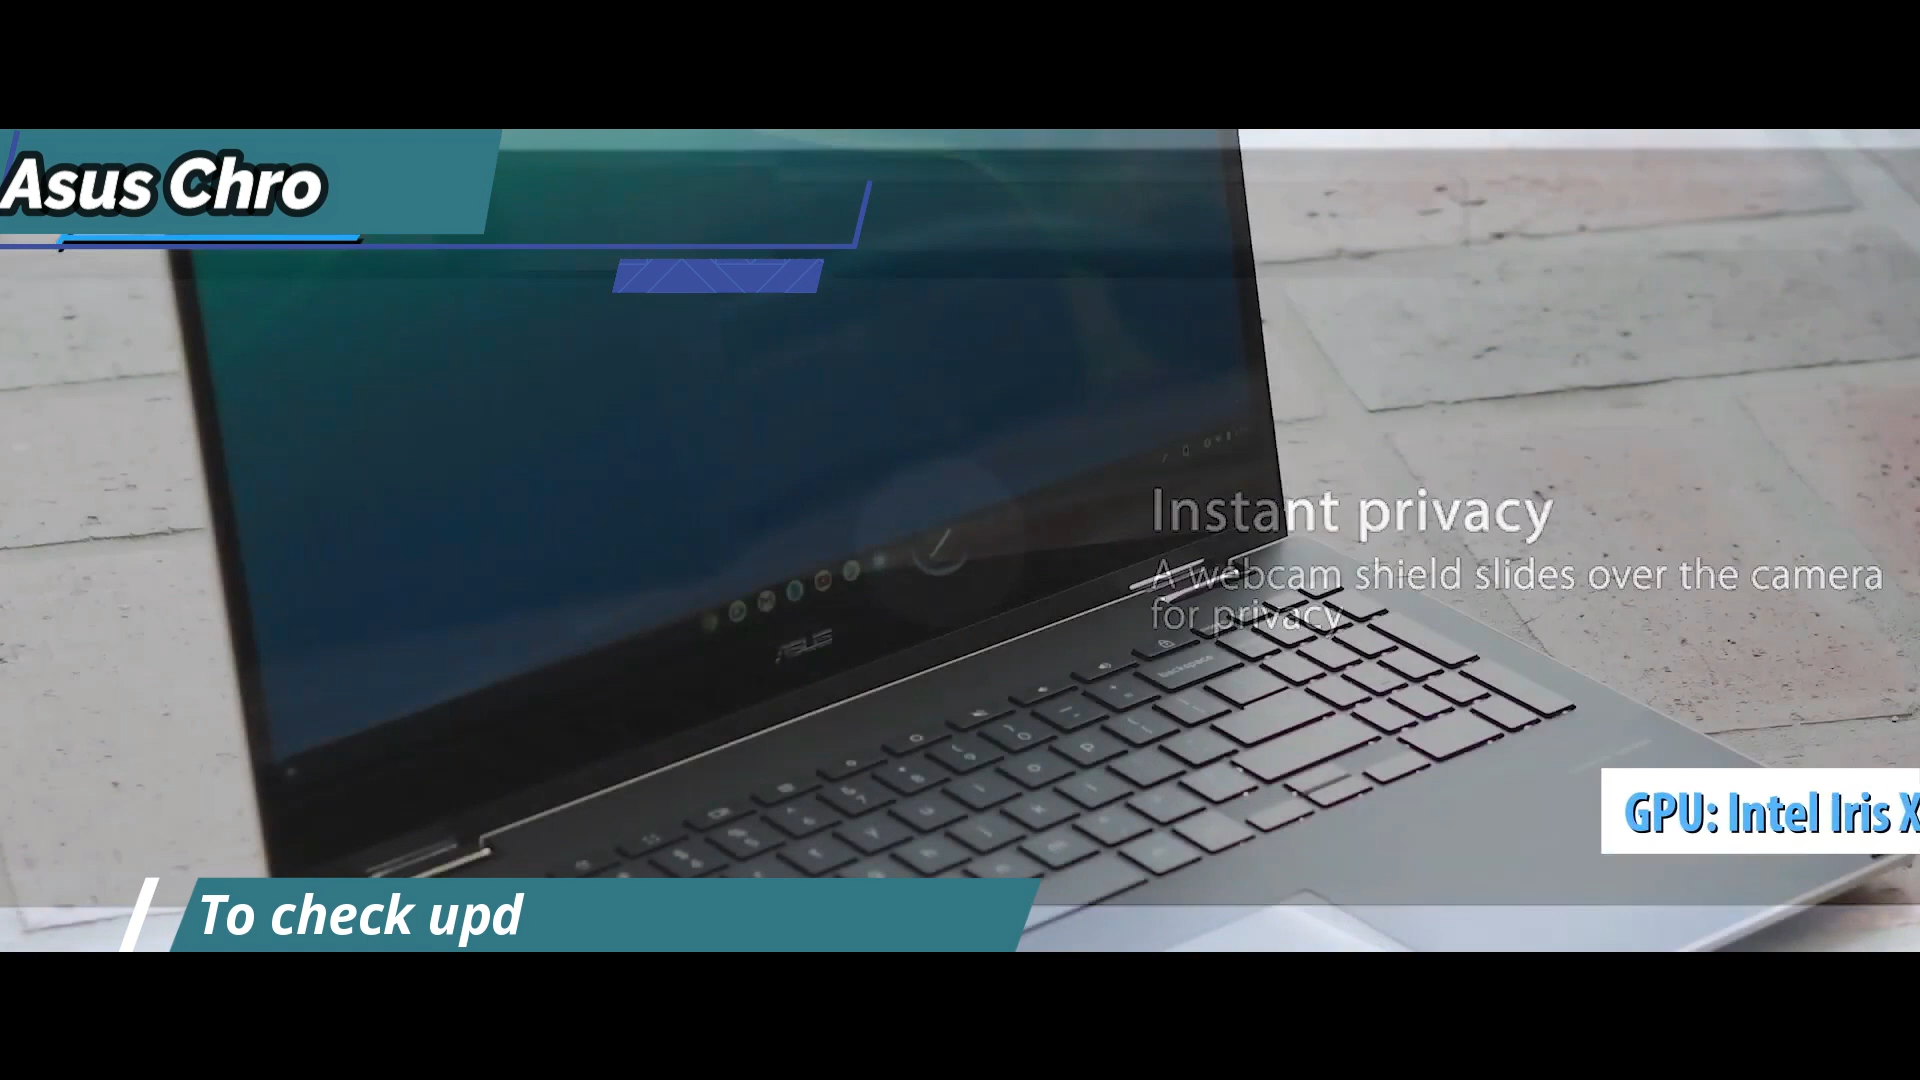 Asus Chro
Instant privacy
A webcam shield slides over the camera
for privacy
ASUS
backspace
GPU: Intel Iris X
To check upd